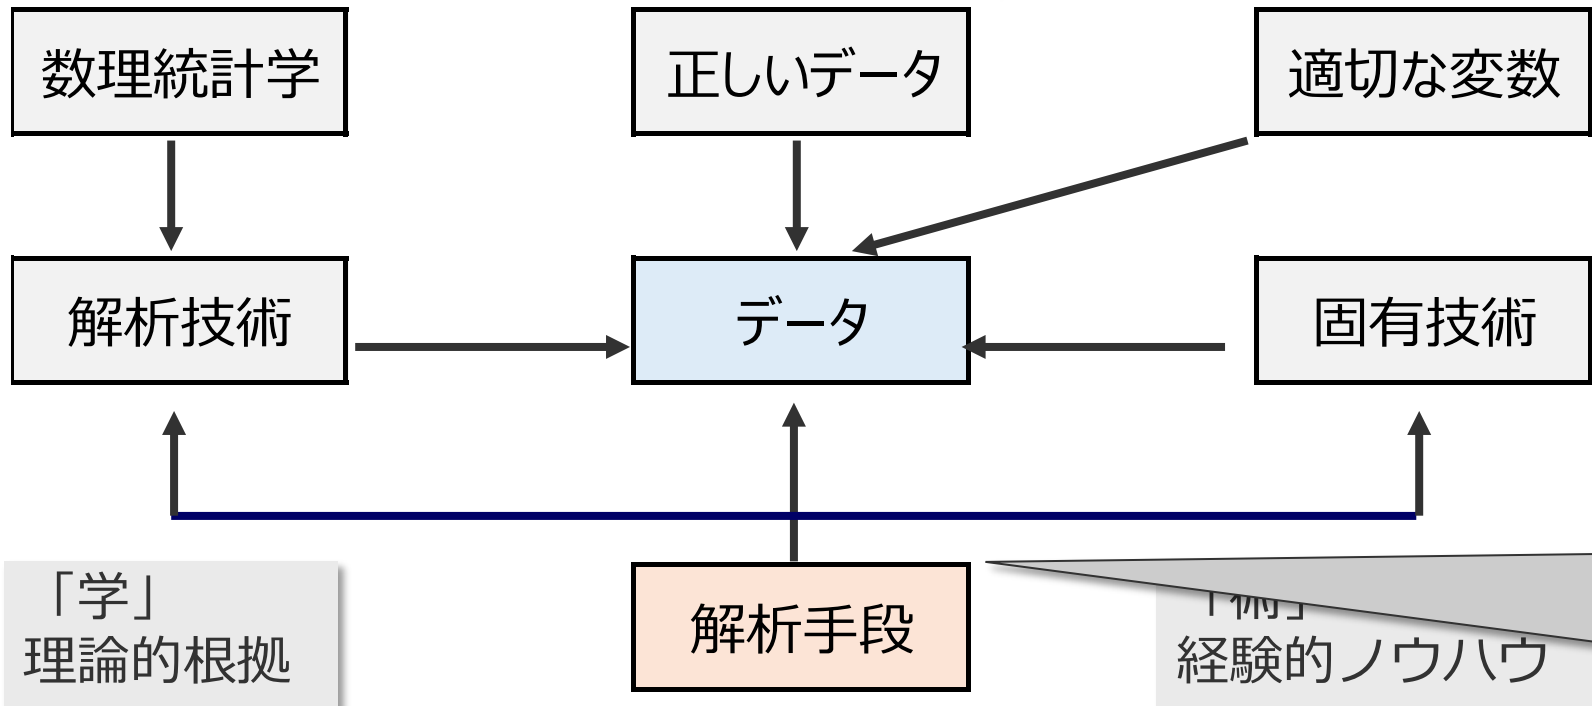 数理統計学
正しいデータ
適切な変数
解析技術
データ
固有技術
「学」
理論的根拠
解析手段
「術」
経験的ノウハウ